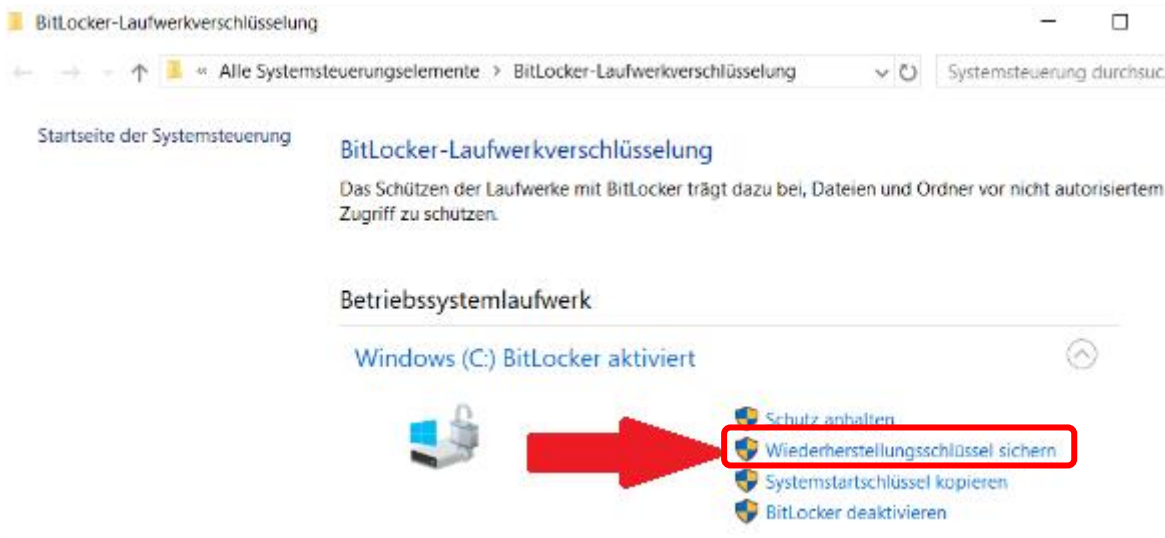 BitLocker-Laufwerkverschlüsselung
« Alle Systemsteuerungselemente > BitLocker-Laufwerkverschlüsselung
Systemsteuerung durchsuc
Startseite der Systemsteuerung
BitLocker-Laufwerkverschlüsselung
Das Schützen der Laufwerke mit BitLocker trägt dazu bei, Dateien und Ordner vor nicht autorisiertem
Zugriff zu schützen.
Betriebssystemlaufwerk
Windows (C:) BitLocker aktiviert
Schutz anhalten
Wiederherstellungsschlüssel sichern
Systemstartschlüssel kopieren
BitLocker deaktivieren